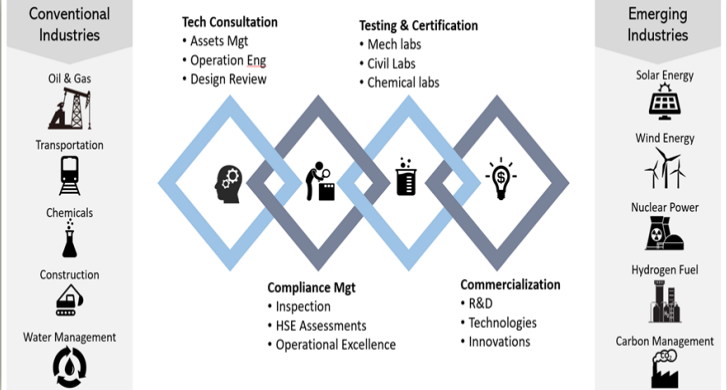 Conventional
Industries
Oil & Gas
Transportation
Chemicals
Construction
Water Management
Tech Consultation
• Assets Mgt
• Operation Eng
• Design Review
Testing & Certification
• Mech labs
• Civil Labs
• Chemical labs
$
Compliance Mgt
• Inspection
• HSE Assessments
• Operational Excellence
Commercialization
• R&D
• Technologies
• Innovations
Emerging
Industries
Solar Energy
Wind Energy
Nuclear Power
Hydrogen Fuel
Carbon Management